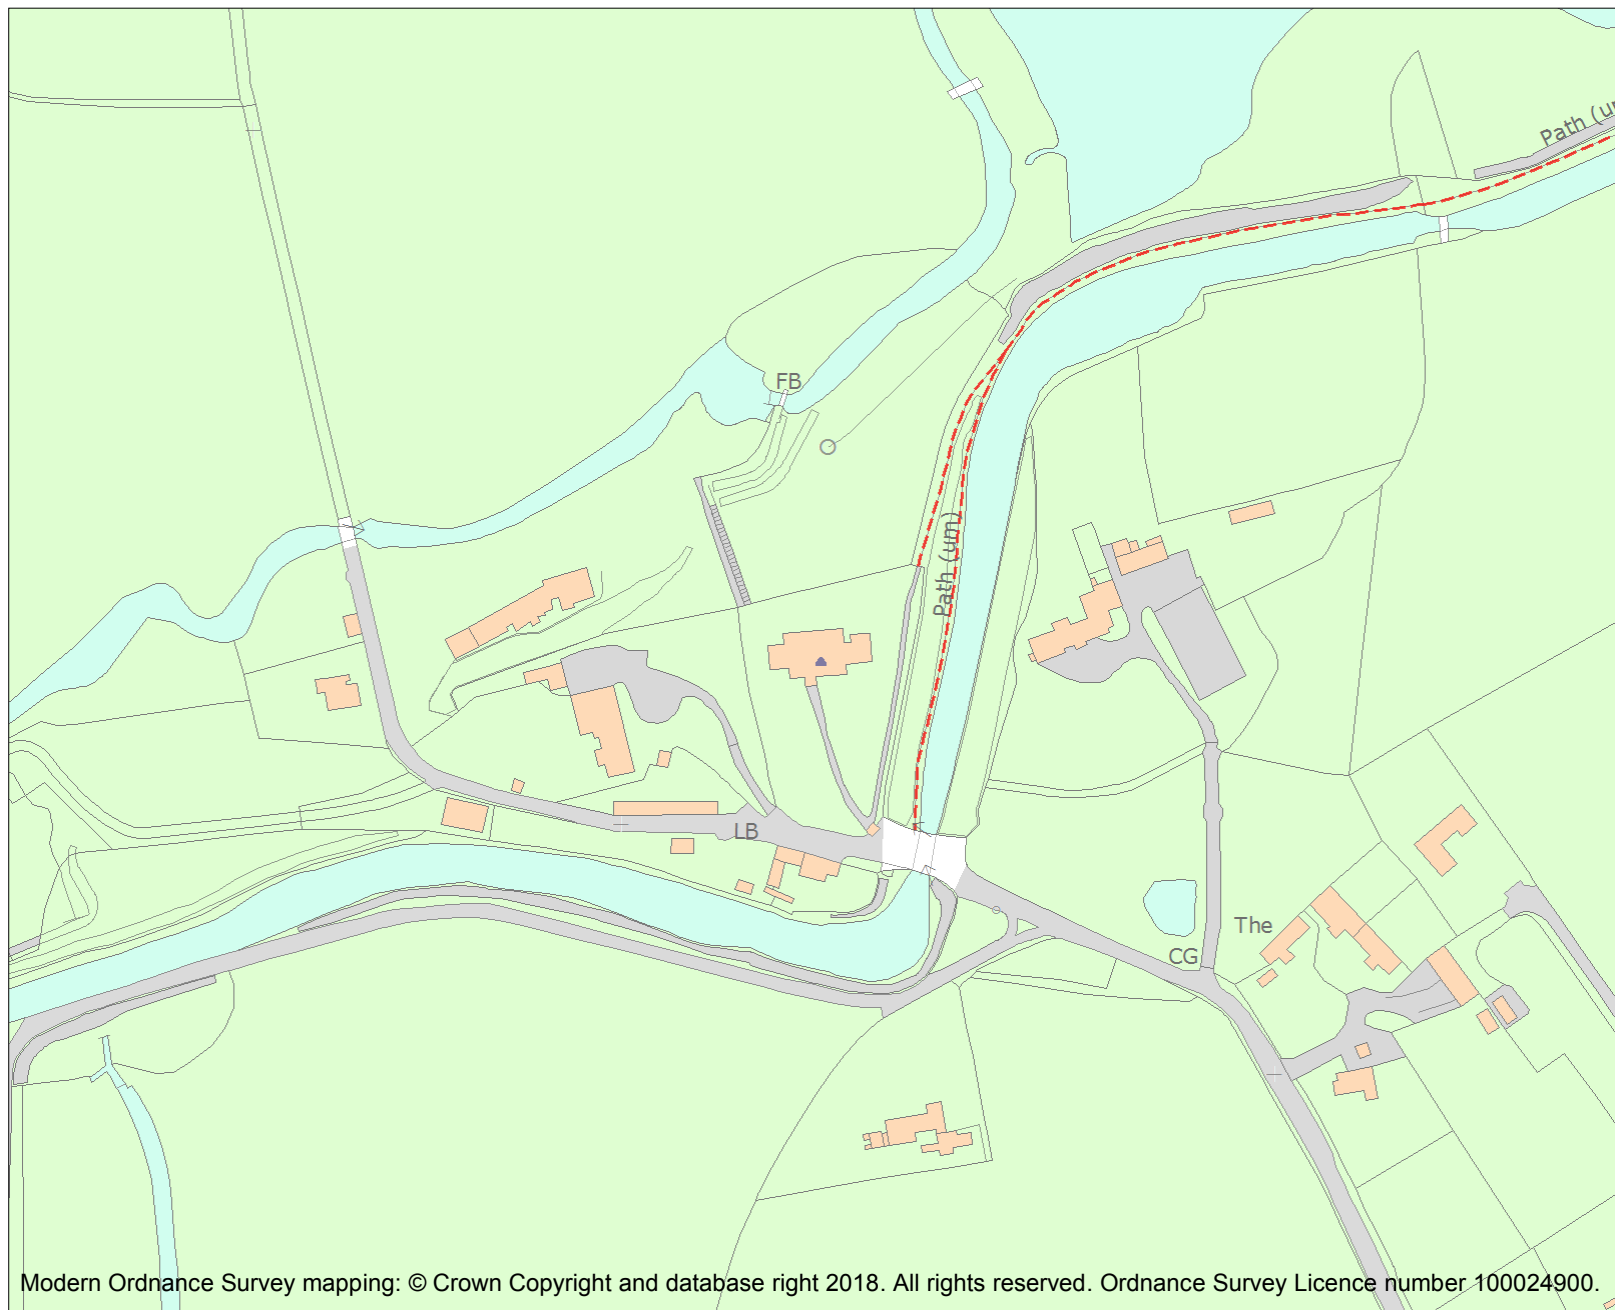 Path (u
FB
Path (um)
LB
The
CG
Modern Ordnance Survey mapping: © Crown Copyright and database right 2018. All rights reserved. Ordnance Survey Licence number 100024900.